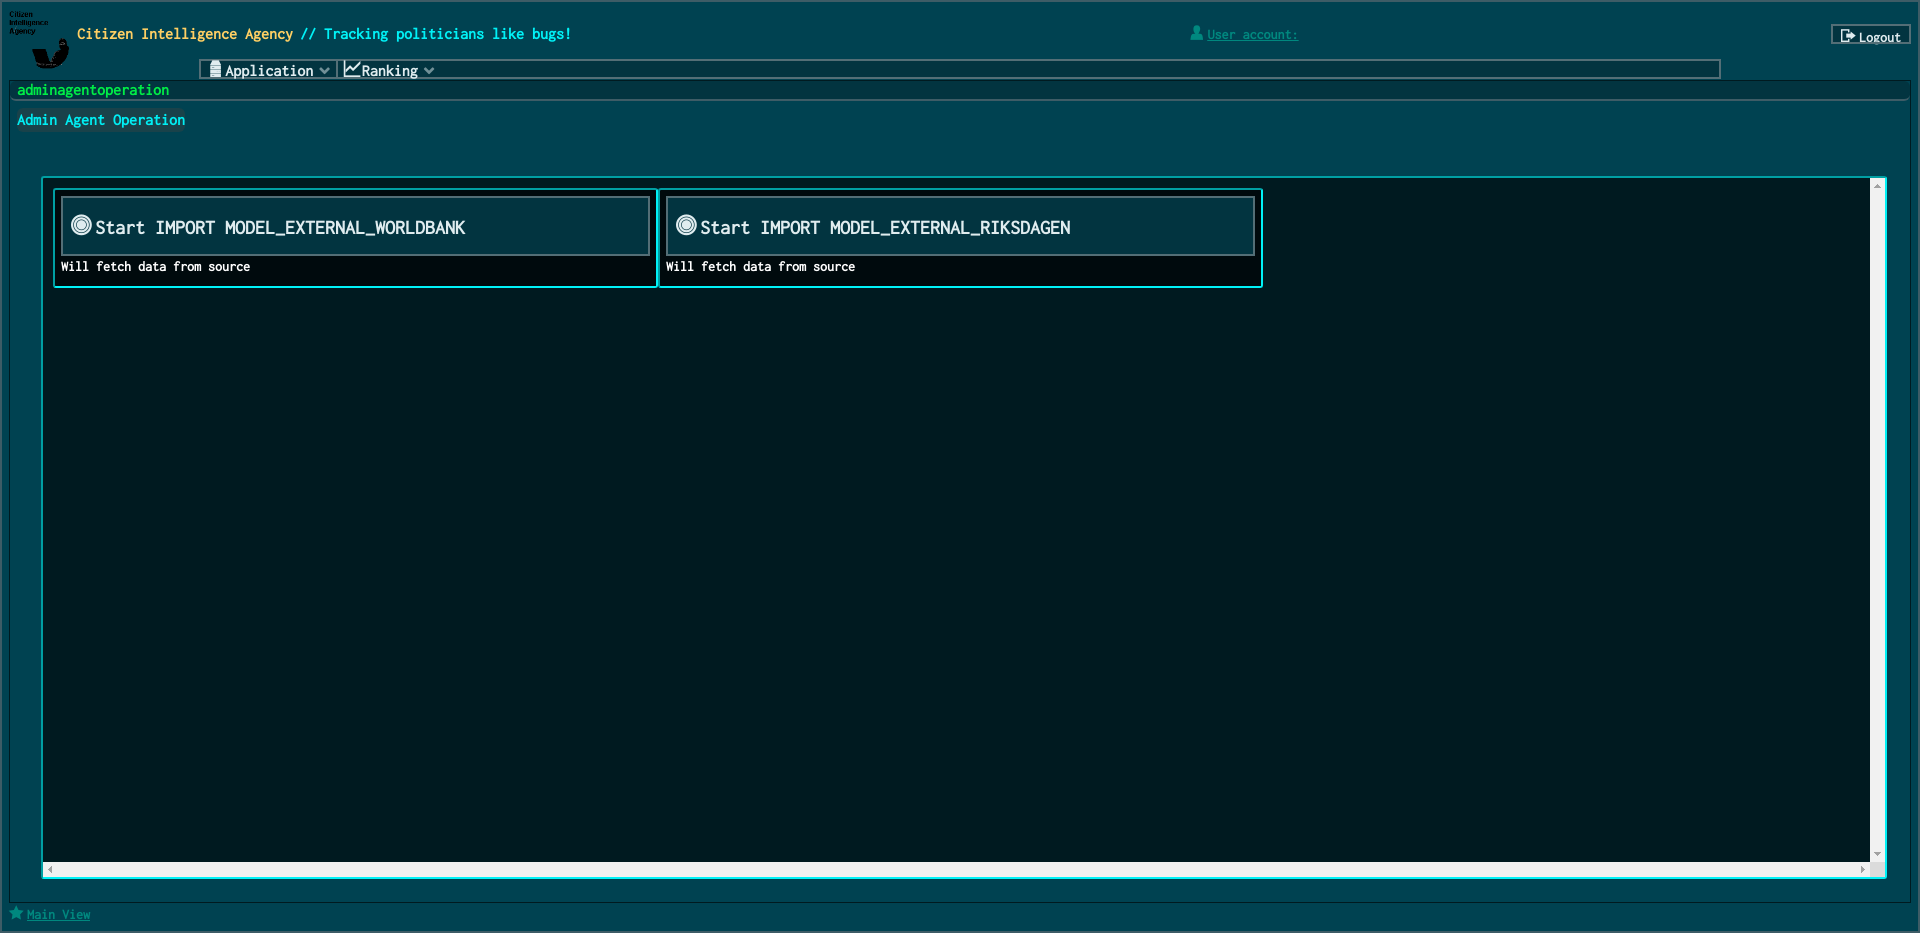 Citizen
Intelligence
Agency
Citizen Intelligence Agency // Tracking politicians like bugs!
User account:
Logout
Application
Ranking
adminagentoperation
Admin Agent Operation
Start IMPORT MODEL_EXTERNAL_WORLDBANK
Will fetch data from source
Start IMPORT MODEL_EXTERNAL_RIKSDAGEN
Will fetch data from source
Main View